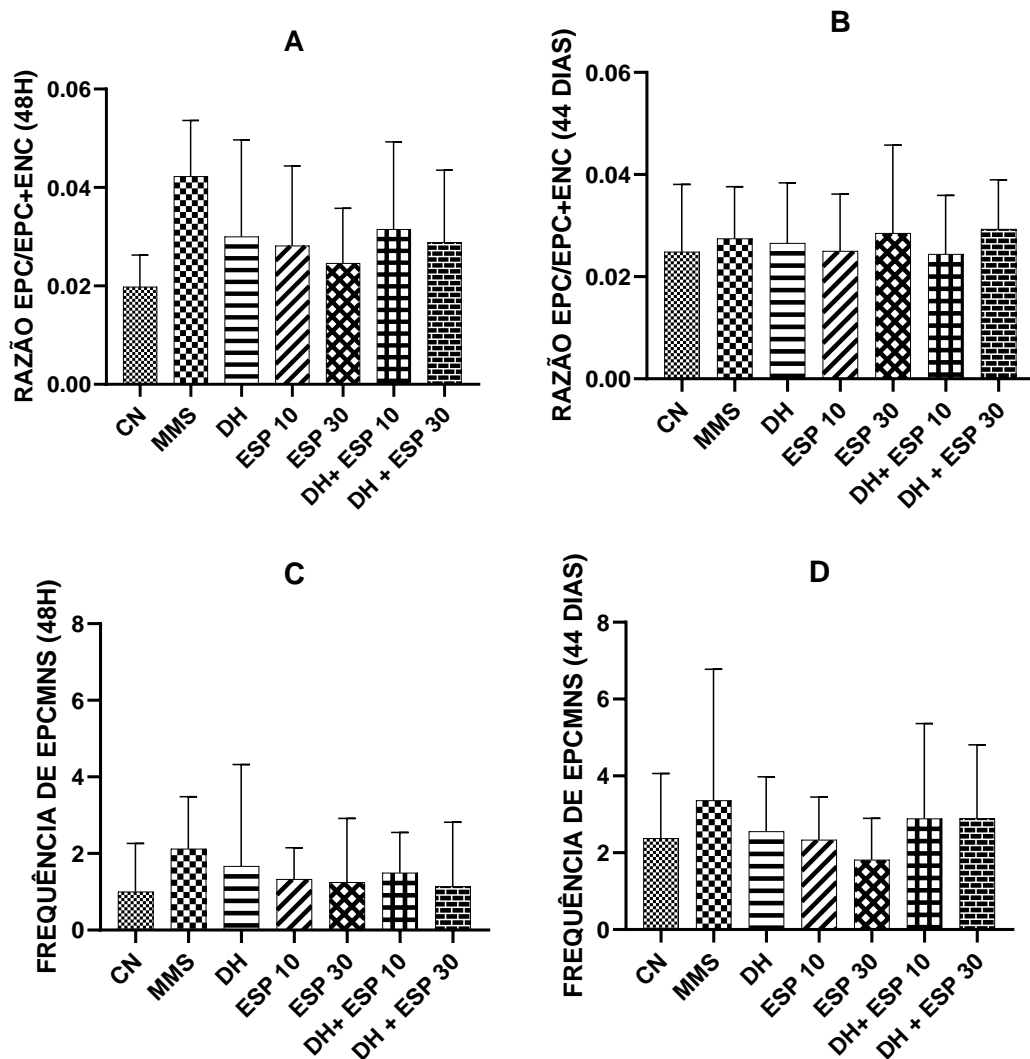 A
RAZÃO EPC/EPC+ENC (48H)
0.06
0.04
0.02
0.00
CN
MMS
DH
ESP 10
ESP 30
DH+ ESP 10
DH + ESP 30
B
RAZÃO EPC/EPC+ENC (44 DIAS)
0.06
0.04
0.02
0.00
CN
MMS
DH
ESP 10
ESP 30
DH+ ESP 10
DH + ESP 30
C
FREQUÊNCIA DE EPCMNS (48H)
8
6
4
2
0
CN
MMS
DH
ESP 10
ESP 30
DH+ ESP 10
DH + ESP 30
D
FREQUÊNCIA DE EPCMNS (44 DIAS)
8
6
4
2
0
CN
MMS
DH
ESP 10
ESP 30
DH+ ESP 10
DH + ESP 30